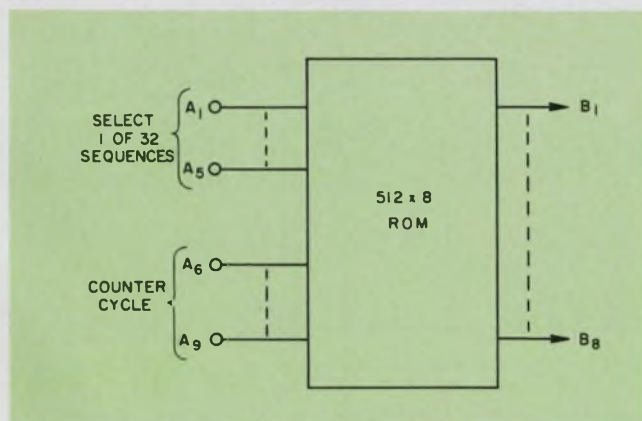 SELECT
1 OF 32
SEQUENCES
A1
A5
COUNTER
CYCLE
A6
A9
512 x 8
ROM
B1
B8